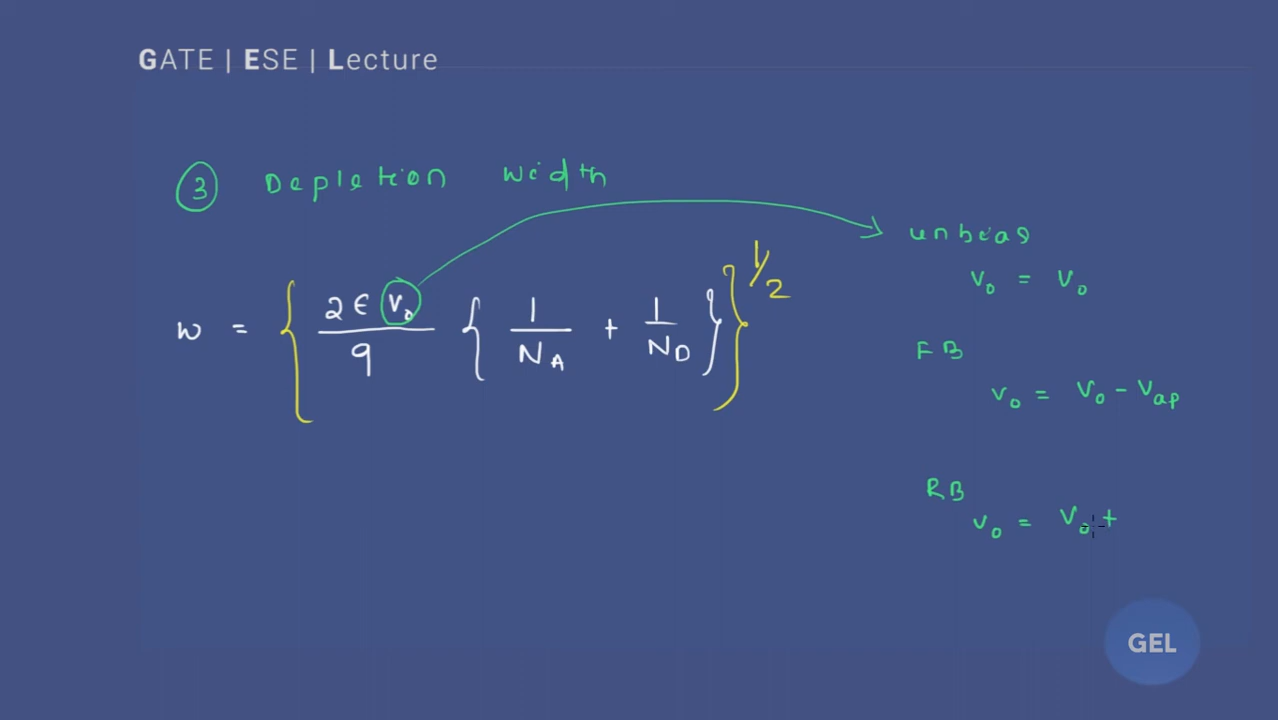 GATE | ESE | Lecture
③ Depletion width
unbias
V₀ = V₀
w = { 2 ϵ V₀ / q { 1 / N_A + 1 / N_D } }^1/2
FB
V₀ = V₀ - V_ap
RB
V₀ = V₀ +
GEL